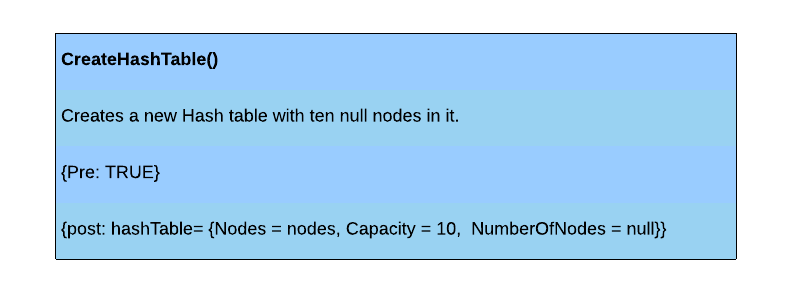 CreateHashTable()
Creates a new Hash table with ten null nodes in it.
{Pre: TRUE}
{post: hashTable= {Nodes = nodes, Capacity = 10,  NumberOfNodes = null}}